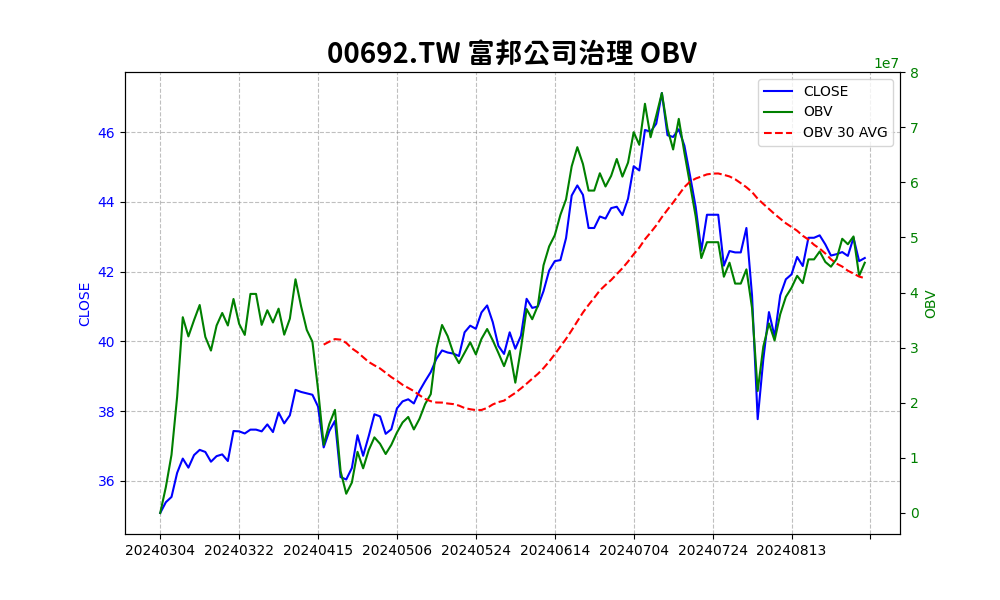 00692.TW 富邦公司治理 OBV
1e7
CLOSE
OBV
OBV 30 AVG
CLOSE
46
44
42
40
38
36
OBV
8
7
6
5
4
3
2
1
0
20240304 20240322 20240415 20240506 20240524 20240614 20240704 20240724 20240813